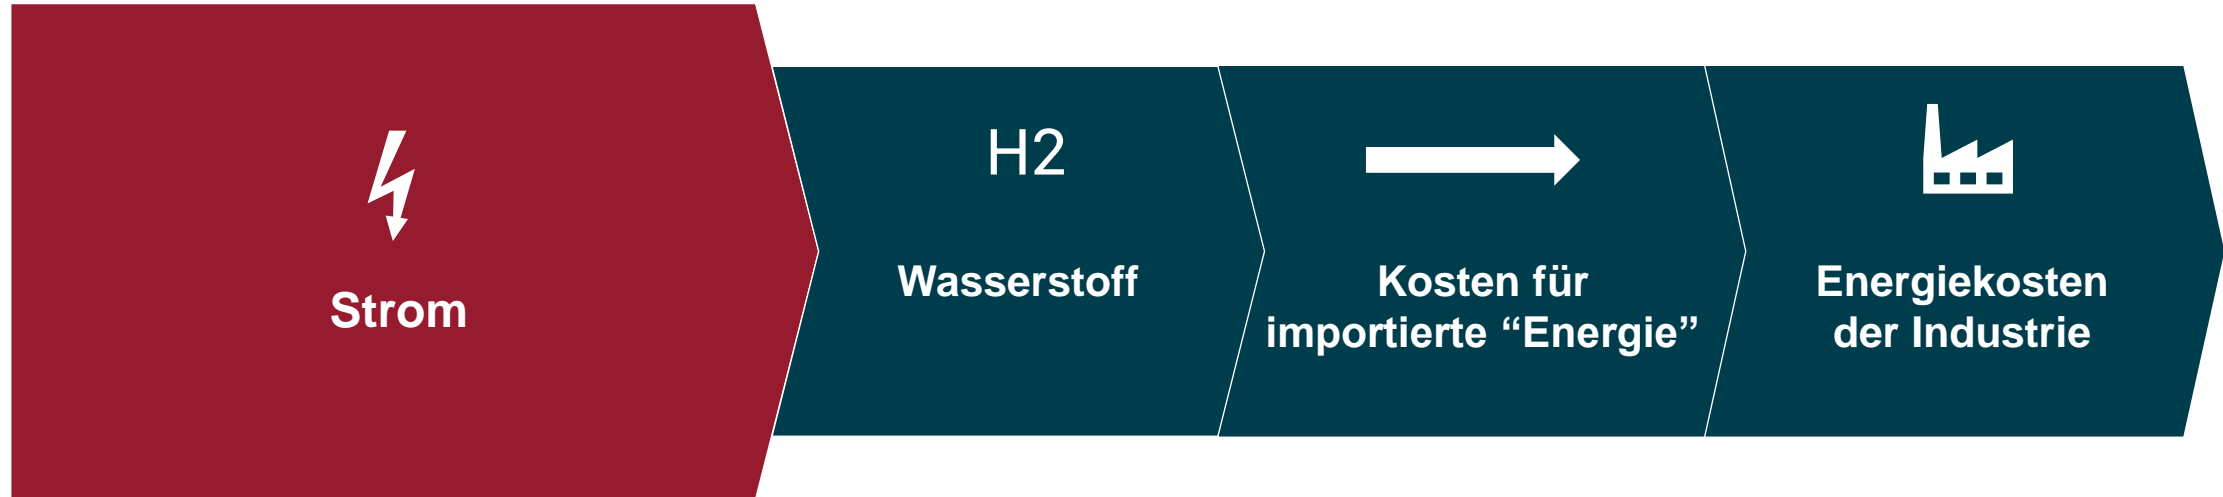 Strom
H2
Wasserstoff
Kosten für
importierte “Energie”
Energiekosten
der Industrie